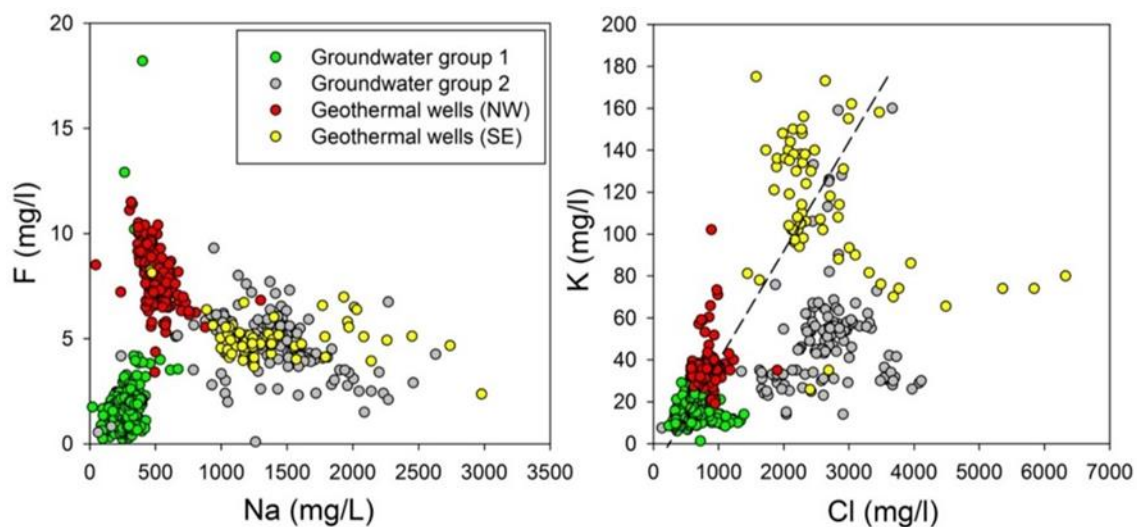 20
15
10
5
0
F (mg/l)
0 500 1000 1500 2000 2500 3000 3500
Na (mg/L)
Groundwater group 1
Groundwater group 2
Geothermal wells (NW)
Geothermal wells (SE)
200
180
160
140
120
100
80
60
40
20
0
K (mg/l)
0 1000 2000 3000 4000 5000 6000 7000
Cl (mg/l)